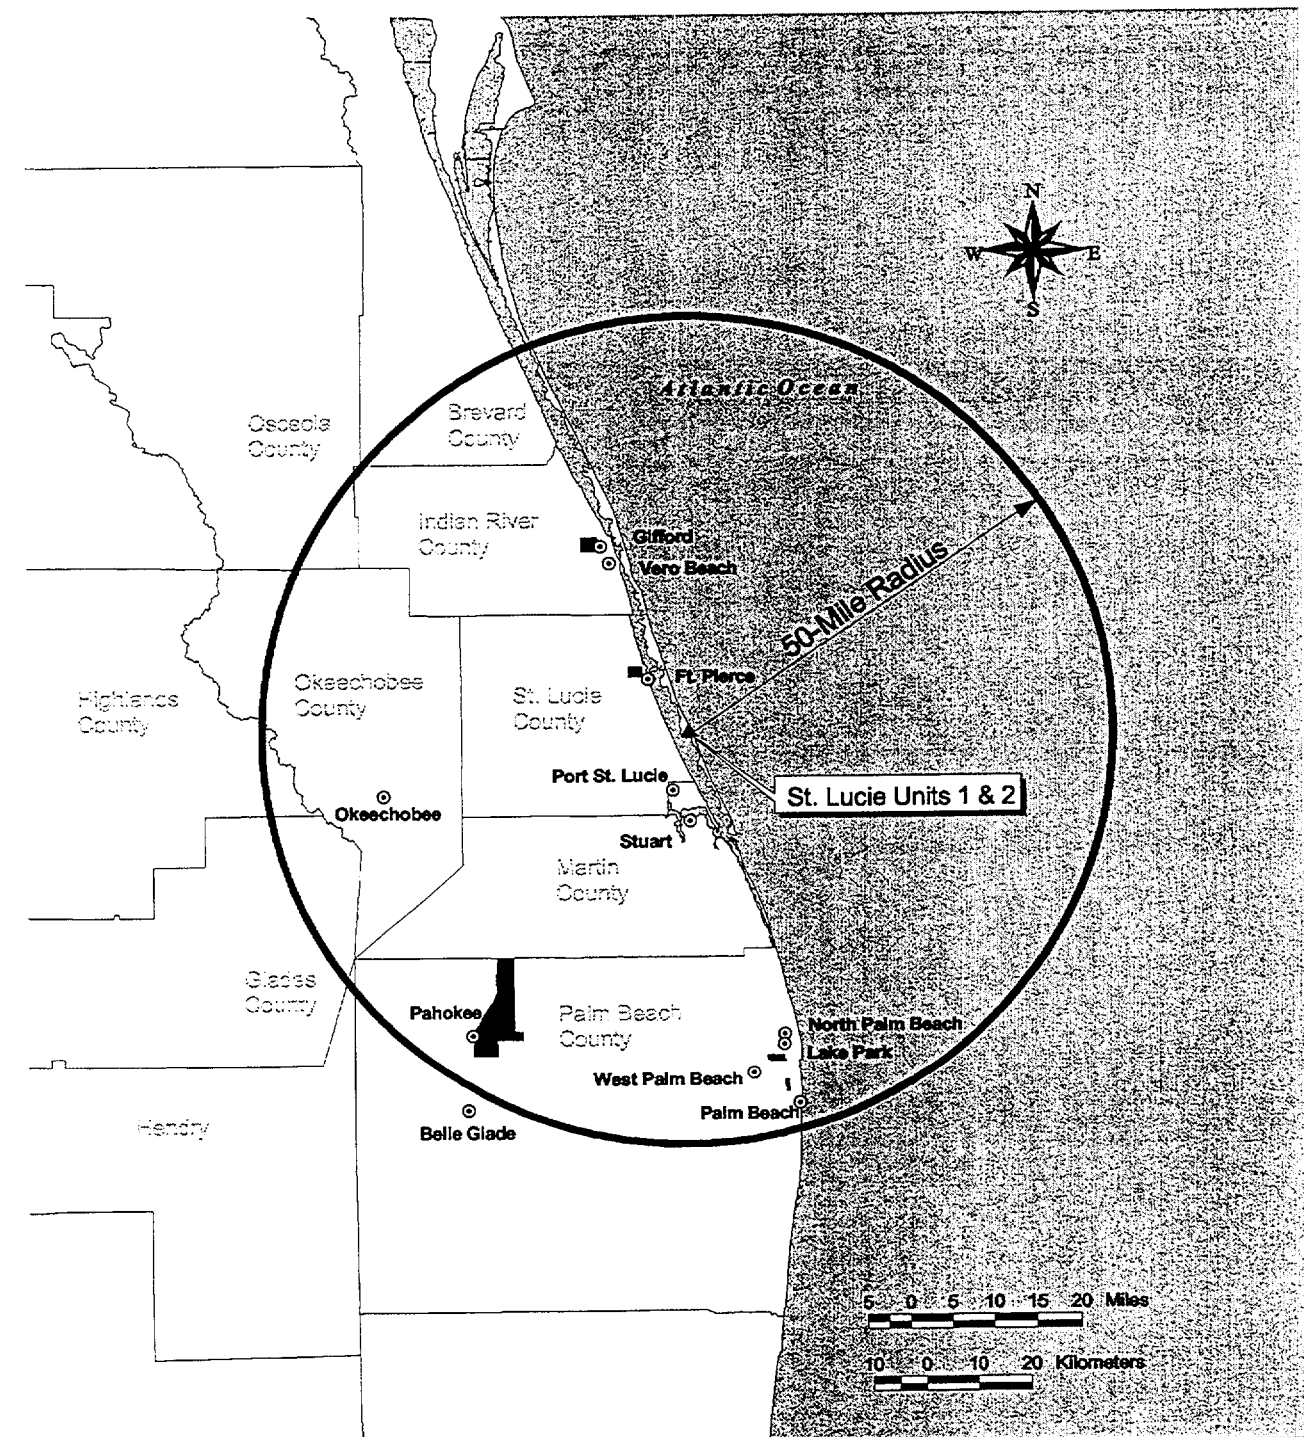 N
W
E
S
Atlantic Ocean
Osceola
County
Brevard
County
Indian River
County
Gifford
Vero Beach
50-Mile Radius
Highlands
County
Okeechobee
County
St. Lucie
County
Ft. Pierce
Port St. Lucie
St. Lucie Units 1 & 2
Okeechobee
Stuart
Martin
County
Glades
County
Pahokee
Palm Beach
County
North Palm Beach
Lake Park
West Palm Beach
Palm Beach
Hendry
Belle Glade
5 0 5 10 15 20 Miles
10 0 10 20 Kilometers